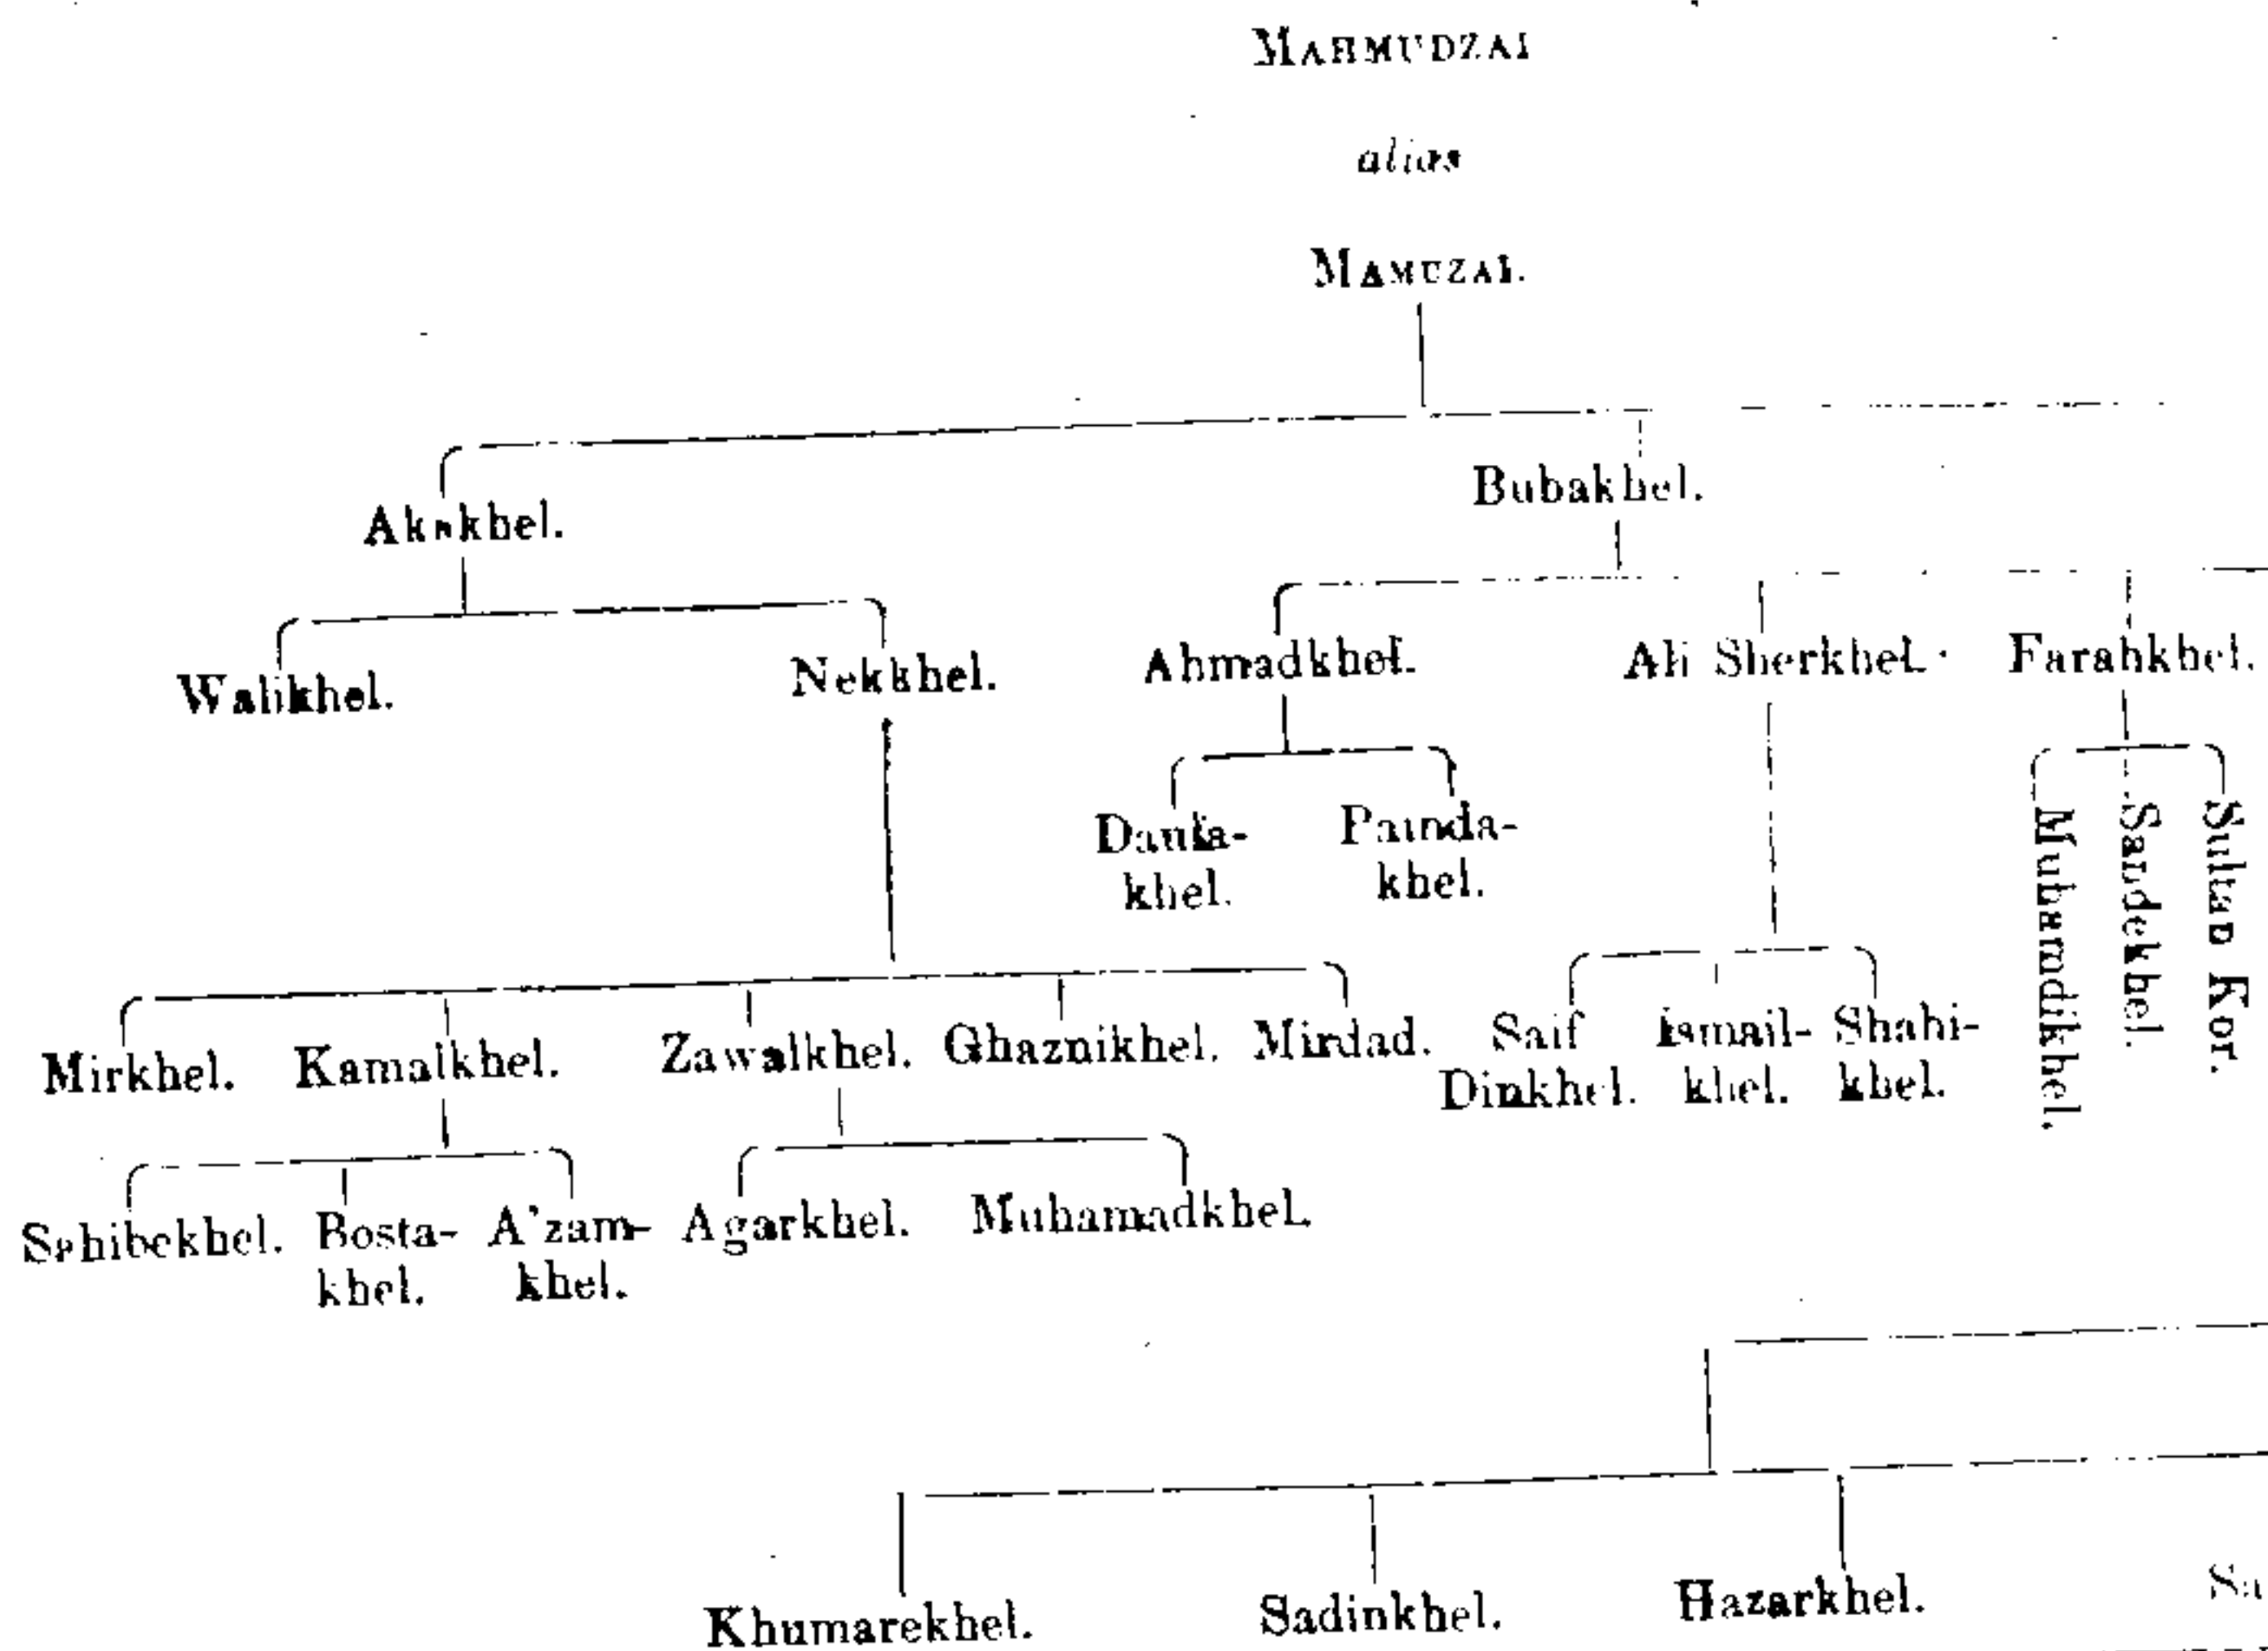 MAHMUDZAI
alias
MAMUZAI.
Akakhel.
Bubakhel.
Walikhel.
Nekkhel.
Ahmadkhel.
Ali Sherkhel.
Farahkhel.
Daula-
khel.
Painda-
khel.
Muhamdikhel.
Sandekhel.
Sultan Kor.
Mirkhel.
Kamalkhel.
Zawalkhel.
Ghaznikhel.
Mirdad.
Saif
Dinkhel.
Ismail-
khel.
Shahi-
khel.
Sahibekhel.
Bosta-
khel.
A'zam-
khel.
Agarkhel.
Muhamadkhel.
Khumarekhel.
Sadinkhel.
Hazarkhel.
Sa